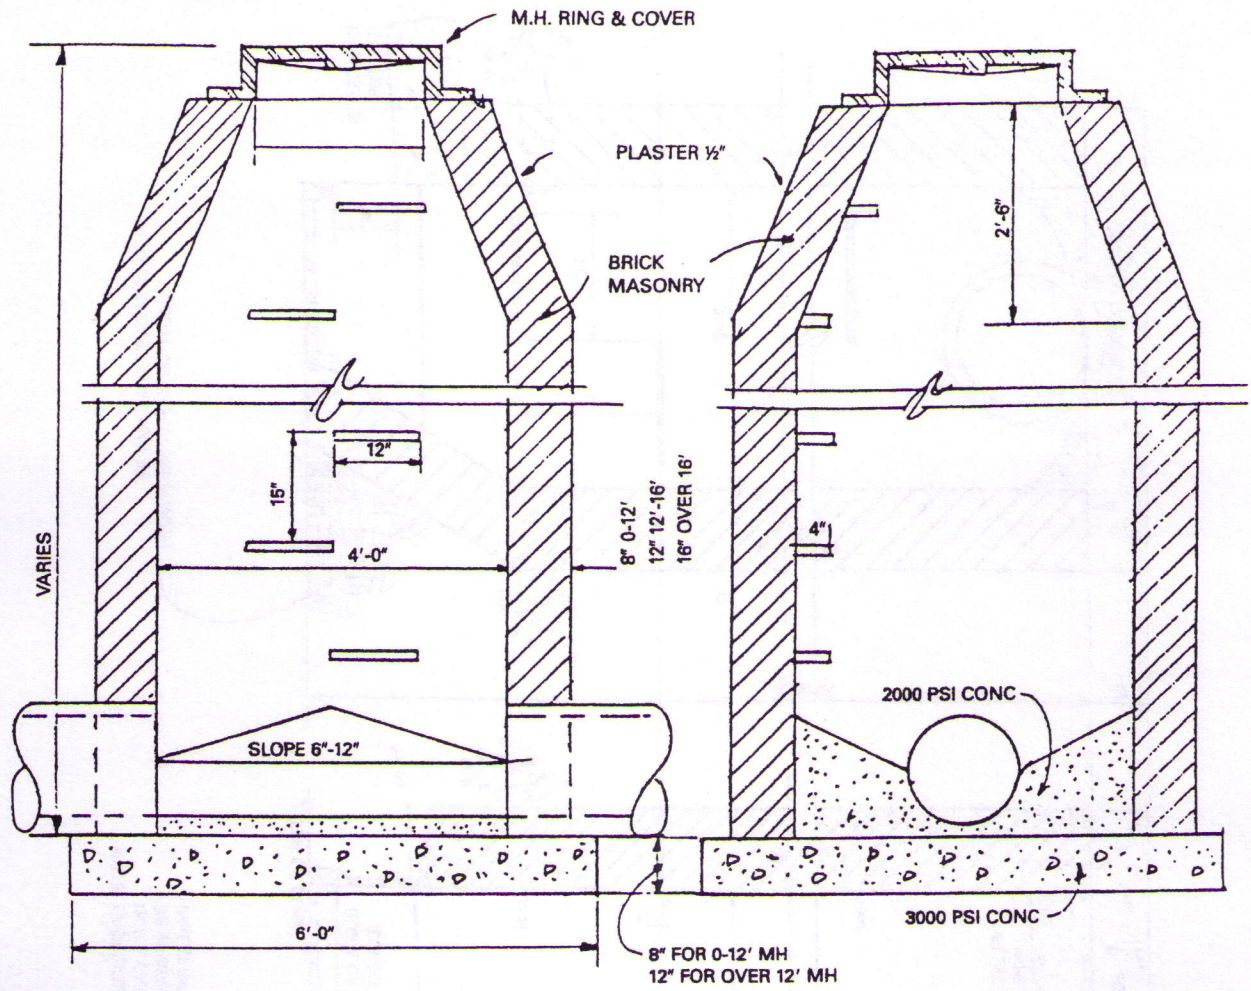 M.H. RING & COVER
PLASTER ½"
BRICK
MASONRY
2'-6"
12"
15"
4'-0"
8" 0-12'
12" 12'-16'
16" OVER 16'
4"
VARIES
SLOPE 6"-12"
2000 PSI CONC
3000 PSI CONC
6'-0"
8" FOR 0-12' MH
12" FOR OVER 12' MH